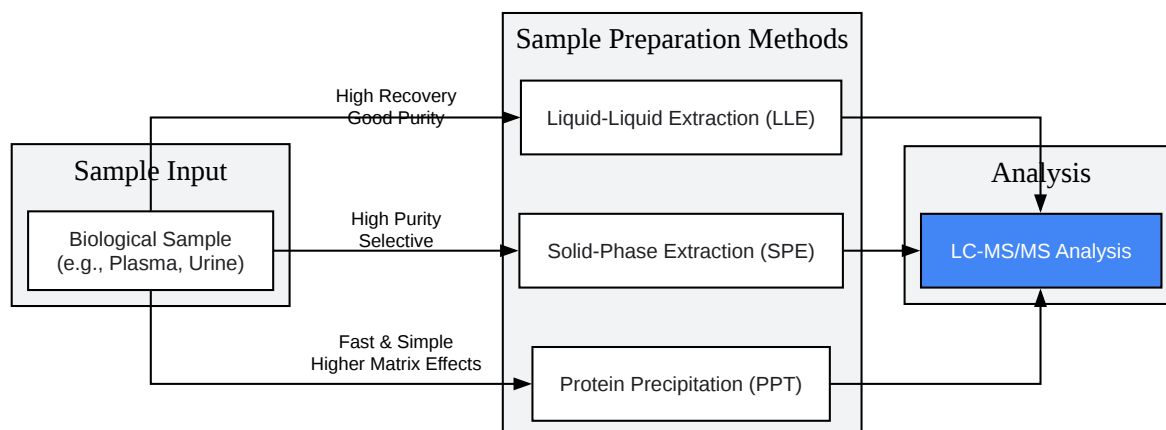 Sample Preparation Methods
High Recovery
Good Purity
Liquid-Liquid Extraction (LLE)
Sample Input
Analysis
Biological Sample
(e.g., Plasma, Urine)
High Purity
Selective
Solid-Phase Extraction (SPE)
LC-MS/MS Analysis
Fast & Simple
Higher Matrix Effects
Protein Precipitation (PPT)